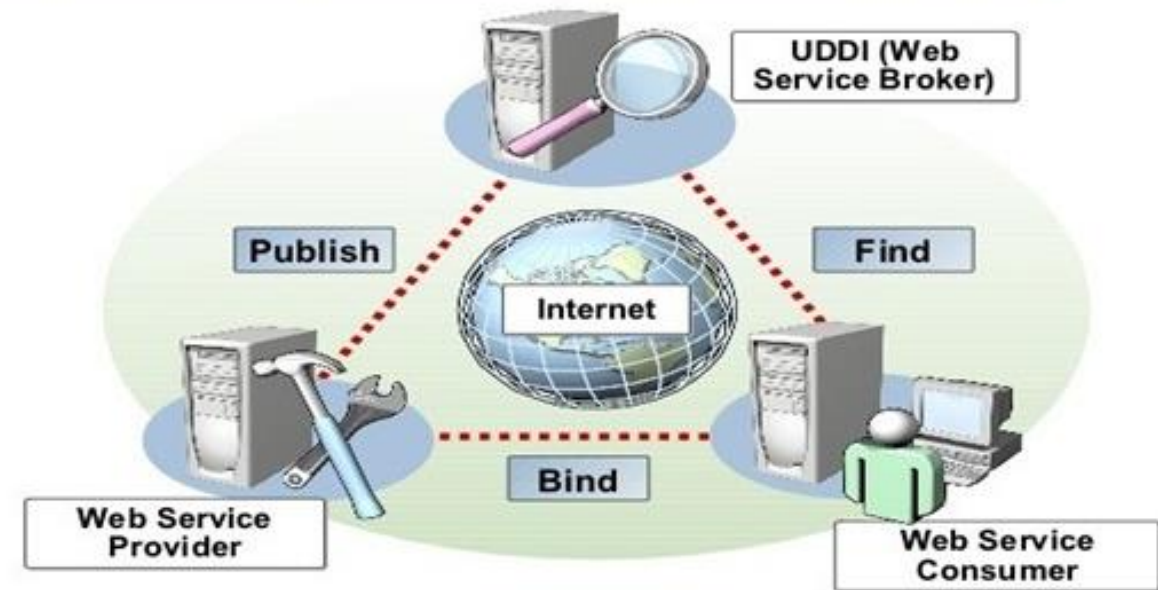 UDDI (Web
Service Broker)
Publish
Find
Internet
Bind
Web Service
Provider
Web Service
Consumer